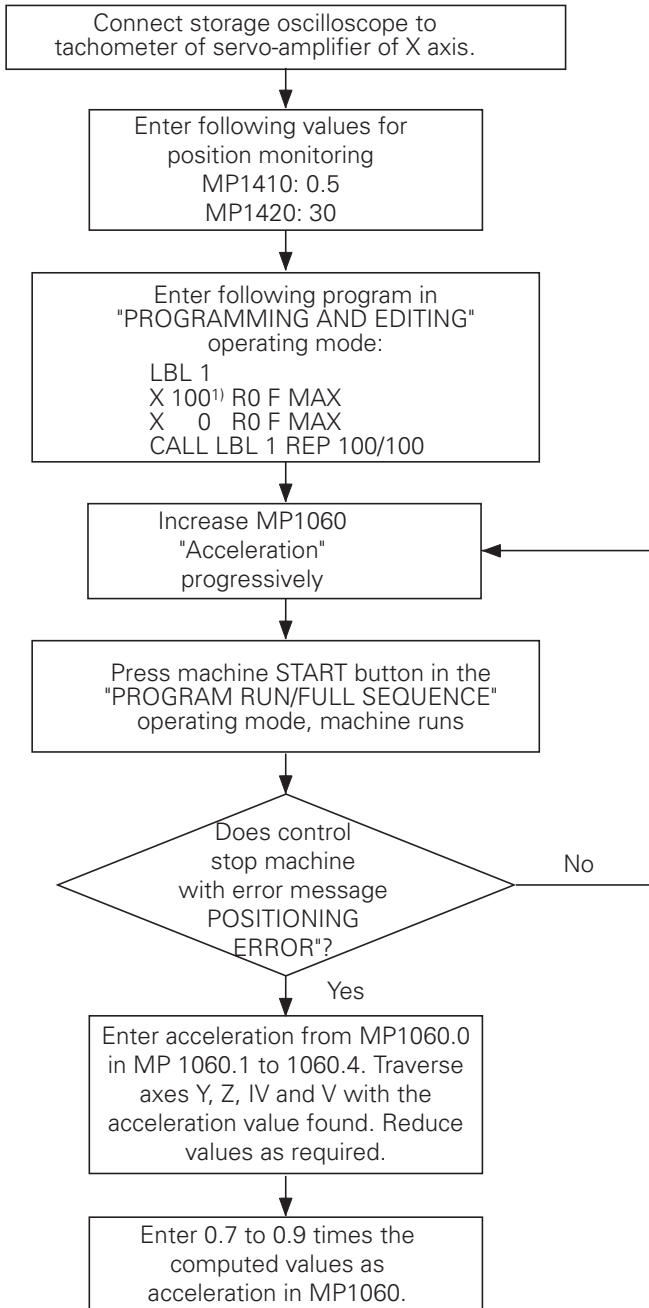 Connect storage oscilloscope to
tachometer of servo-amplifier of X axis.
Enter following values for
position monitoring
MP1410: 0.5
MP1420: 30
Enter following program in
"PROGRAMMING AND EDITING"
operating mode:
LBL 1
X 100¹⁾ R0 F MAX
X 0 R0 F MAX
CALL LBL 1 REP 100/100
Increase MP1060
"Acceleration"
progressively
Press machine START button in the
"PROGRAM RUN/FULL SEQUENCE"
operating mode, machine runs
Does control
stop machine
with error message
POSITIONING
ERROR"?
No
Yes
Enter acceleration from MP1060.0
in MP 1060.1 to 1060.4. Traverse
axes Y, Z, IV and V with the
acceleration value found. Reduce
values as required.
Enter 0.7 to 0.9 times the
computed values as
acceleration in MP1060.